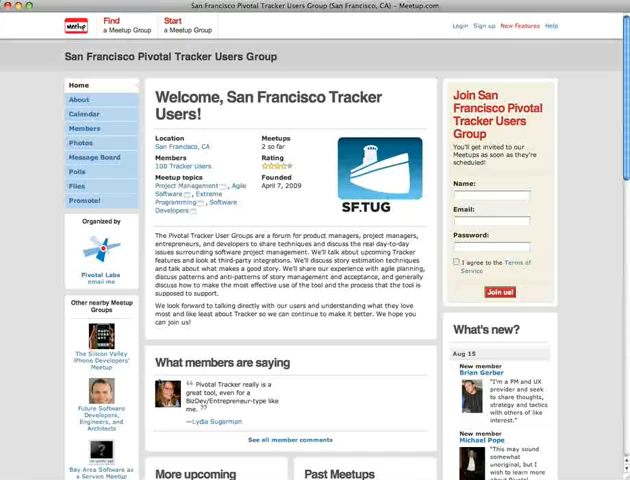 San Francisco Pivotal Tracker Users Group (San Francisco, CA) – Meetup.com
Meetup
Find
a Meetup Group
Start
a Meetup Group
Login Sign up New Features Help
San Francisco Pivotal Tracker Users Group
Home
About
Calendar
Members
Photos
Message Board
Polls
Files
Promote!
Organized by
Pivotal Labs
email me
Other nearby Meetup
Groups
The Silicon Valley
iPhone Developers'
Meetup
Future Software
Developers,
Engineers, and
Architects
Bay Area Software as
a Service Meetup
Welcome, San Francisco Tracker
Users!
Location
San Francisco, CA
Members
100 Tracker Users
Meetup topics
Project Management, Agile
Software, Extreme
Programming, Software
Developers
Meetups
2 so far
Rating
Founded
April 7, 2009
SF.TUG
The Pivotal Tracker User Groups are a forum for product managers, project managers,
entrepreneurs, and developers to share techniques and discuss the real day-to-day
issues surrounding software project management. We'll talk about upcoming Tracker
features and look at third-party integrations. We'll discuss story estimation techniques
and talk about what makes a good story. We'll share our experience with agile planning,
discuss patterns and anti-patterns of story management and acceptance, and generally
discuss how to make the most effective use of the tool and the process that the tool is
supposed to support.
We look forward to talking directly with our users and understanding what they love
most and like least about Tracker so we can continue to make it better. We hope you
can join us!
What members are saying
“ Pivotal Tracker really is a
great tool, even for a
BizDev/Entrepreneur-type like
me. ”
—Lydia Sugarman
See all member comments
More upcoming
Past Meetups
Join San
Francisco Pivotal
Tracker Users
Group
You'll get invited to our
Meetups as soon as they're
scheduled!
Name:
Email:
Password:
I agree to the Terms of
Service
Join us!
What's new?
Aug 15
New member
Brian Gerber
"I'm a PM and UX
provider and seek
to share thoughts,
strategy and tactics
with others of like
interest."
New member
Michael Pope
"This may sound
somewhat
unoriginal, but I
wish to learn more
about Pivotal